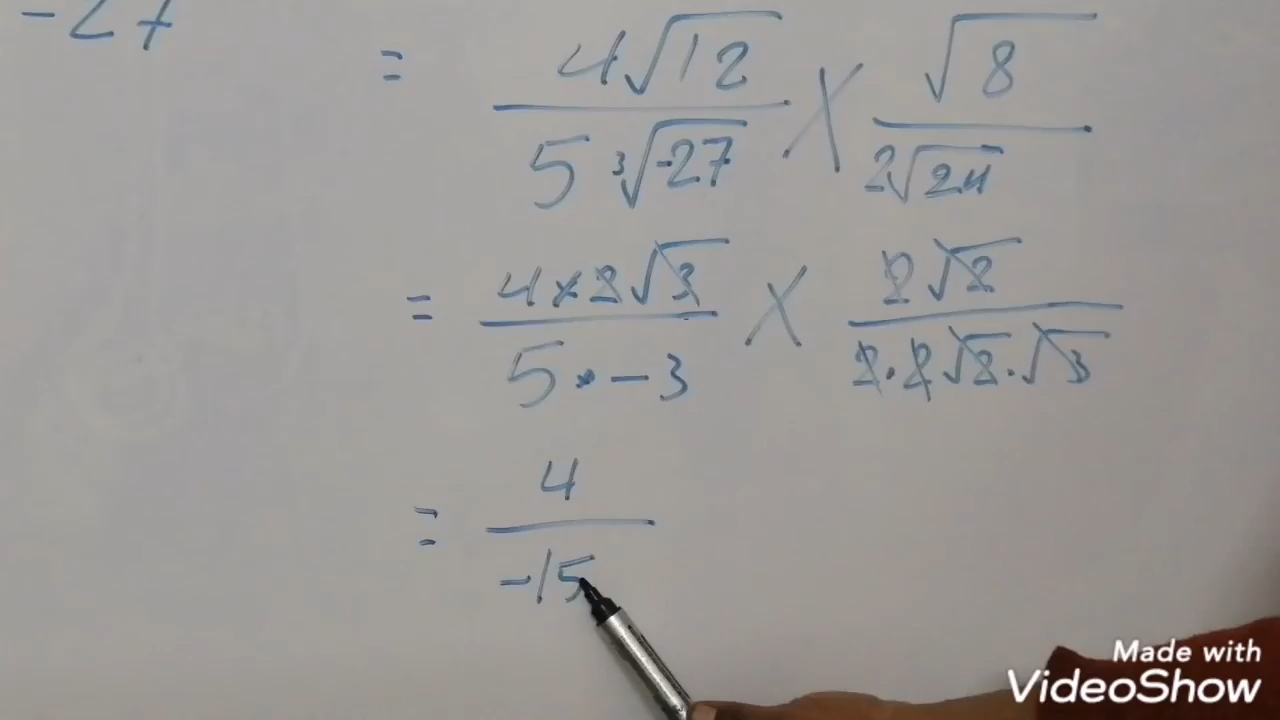 -27
= 4√12 / 5 ³√-27 × √8 / 2√24
= 4×2√3 / 5 · -3 × 2√2 / 2·2√2·√3
= 4 / -15
Made with
VideoShow